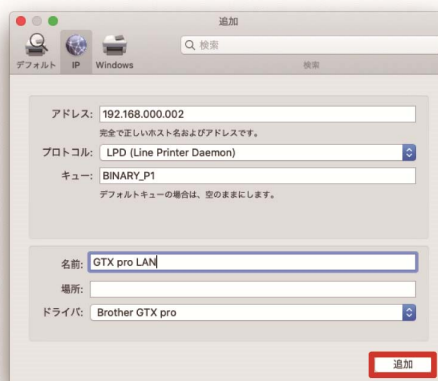 追加
検索
デフォルト IP Windows 検索
アドレス: 192.168.000.002
完全で正しいホスト名およびアドレスです。
プロトコル: LPD (Line Printer Daemon)
キュー: BINARY_P1
デフォルトキューの場合は、空のままにします。
名前: GTX pro LAN
場所:
ドライバ: Brother GTX pro
追加